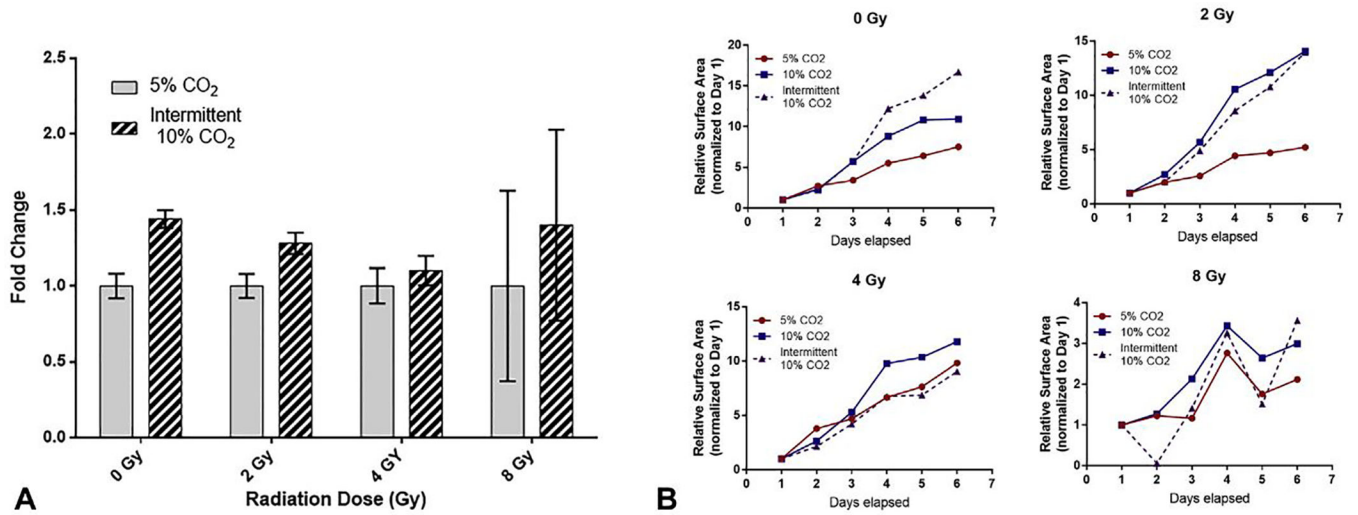 2.5
2.0
1.5
1.0
0.5
0.0
Fold Change
5% CO2
Intermittent
10% CO2
0 Gy
2 Gy
4 GY
8 Gy
Radiation Dose (Gy)
A
0 Gy
20
15
10
5
0
Relative Surface Area
(normalized to Day 1)
5% CO2
10% CO2
Intermittent
10% CO2
0 1 2 3 4 5 6 7
Days elapsed
2 Gy
15
10
5
0
Relative Surface Area
(normalized to Day 1)
5% CO2
10% CO2
Intermittent
10% CO2
0 1 2 3 4 5 6 7
Days elapsed
4 Gy
15
10
5
0
Relative Surface Area
(normalized to Day 1)
5% CO2
10% CO2
Intermittent
10% CO2
0 1 2 3 4 5 6 7
Days elapsed
8 Gy
4
3
2
1
0
Relative Surface Area
(normalized to Day 1)
5% CO2
10% CO2
Intermittent
10% CO2
0 1 2 3 4 5 6 7
Days elapsed
B